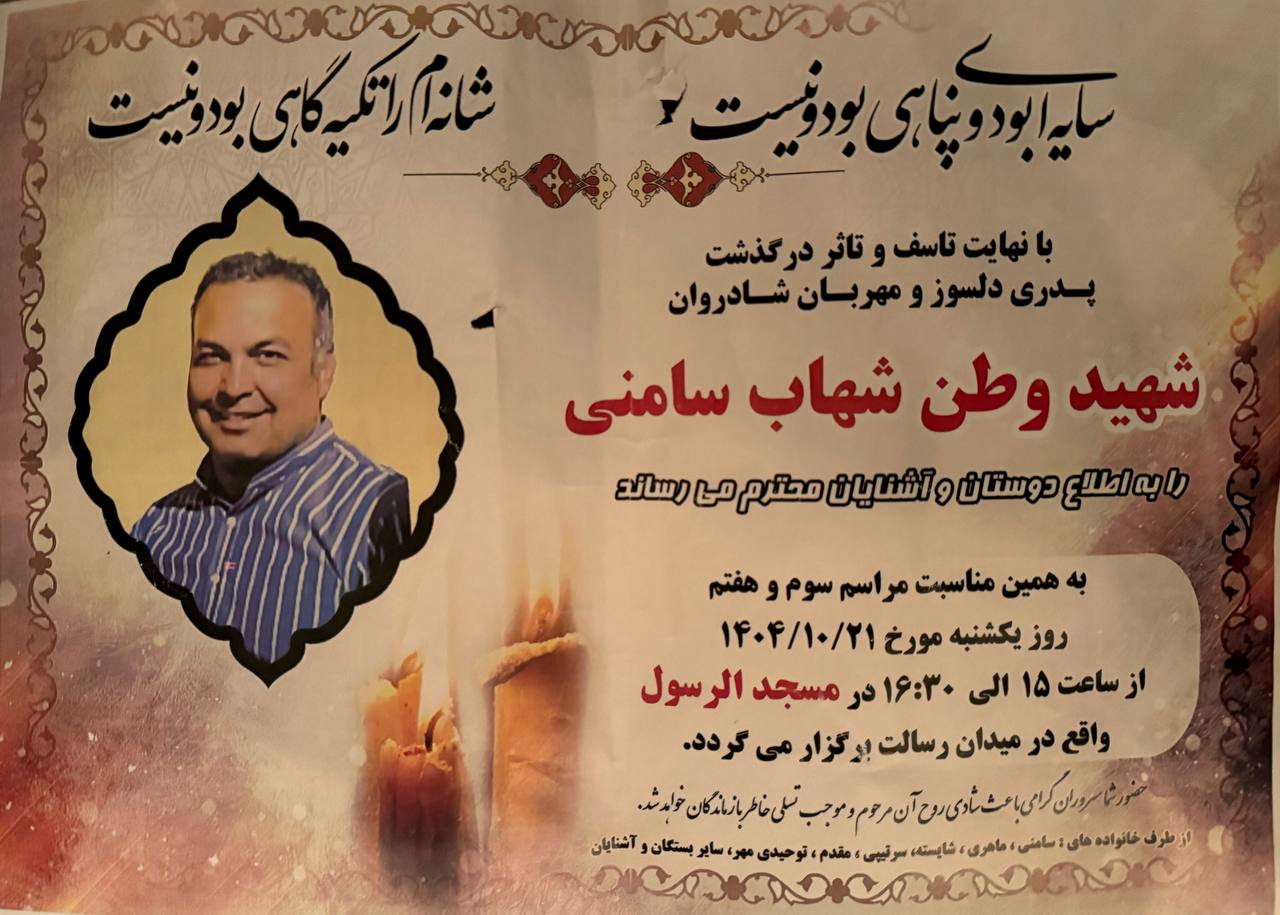 سایه‌ای بود و پناهی بود و نیست
شانه‌ام را تکیه گاهی بود و نیست
با نهایت تاسف و تاثر درگذشت
پدری دلسوز و مهربان شادروان
شهید وطن شهاب سامنی
را به اطلاع دوستان و آشنایان محترم می رساند
به همین مناسبت مراسم سوم و هفتم
روز یکشنبه مورخ ۱۴۰۴/۱۰/۲۱
از ساعت ۱۵ الی ۱۶:۳۰ در مسجد الرسول
واقع در میدان رسالت برگزار می گردد.
حضور شما سروران گرامی باعث شادی روح آن مرحوم و موجب تسلی خاطر بازماندگان خواهد شد.
از طرف خانواده های : سامنی ، ماهری ، شایسته، سرتیپی ، مقدم ، توحیدی مهر، سایر بستگان و آشنایان